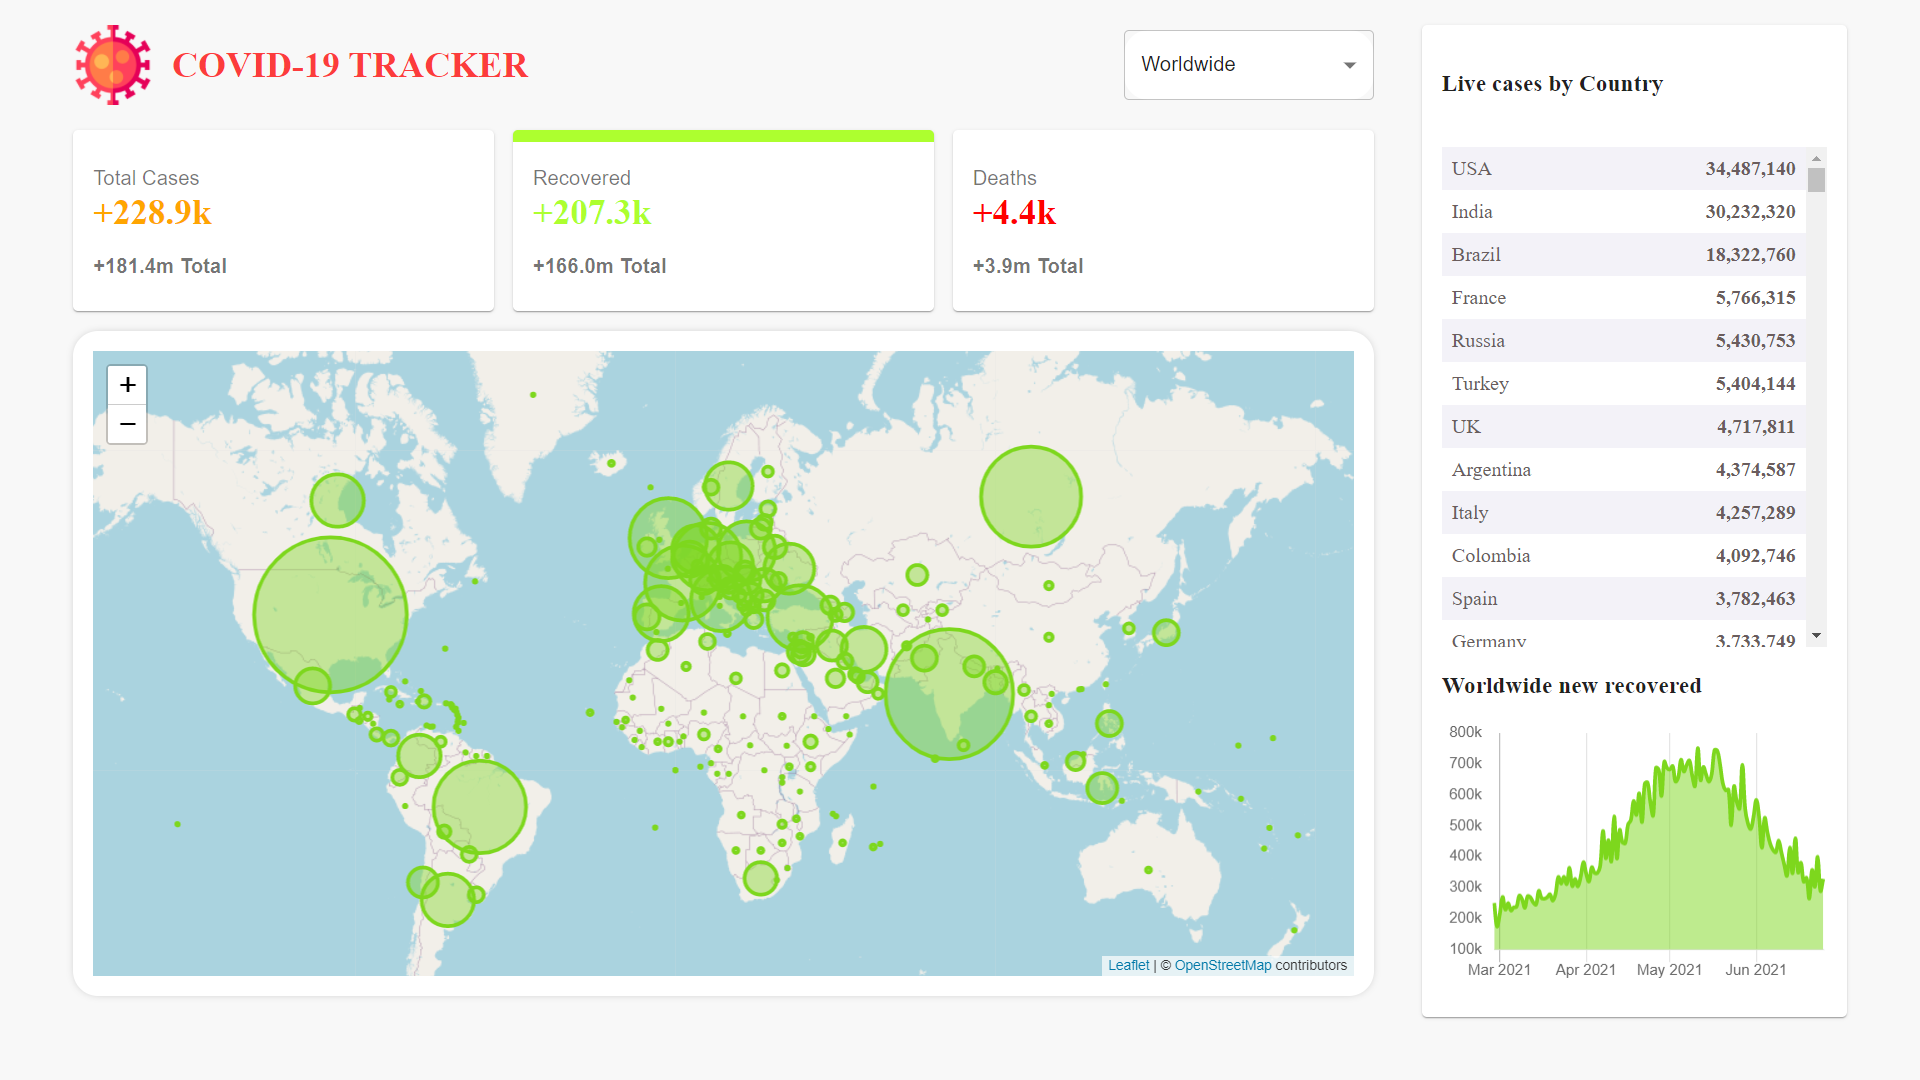 COVID-19 TRACKER
Worldwide
Total Cases
+228.9k
+181.4m Total
Recovered
+207.3k
+166.0m Total
Deaths
+4.4k
+3.9m Total
+
−
Leaflet | © OpenStreetMap contributors
Live cases by Country
USA 34,487,140
India 30,232,320
Brazil 18,322,760
France 5,766,315
Russia 5,430,753
Turkey 5,404,144
UK 4,717,811
Argentina 4,374,587
Italy 4,257,289
Colombia 4,092,746
Spain 3,782,463
Germany 3,733,749
Worldwide new recovered
800k
700k
600k
500k
400k
300k
200k
100k
Mar 2021 Apr 2021 May 2021 Jun 2021